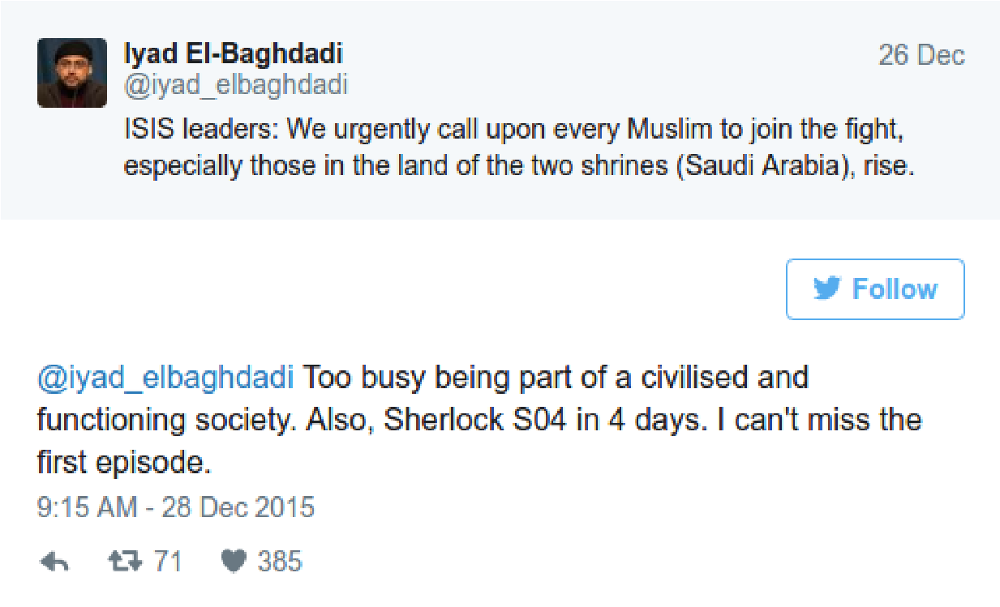 Iyad El-Baghdadi
26 Dec
@iyad_elbaghdadi
ISIS leaders: We urgently call upon every Muslim to join the fight,
especially those in the land of the two shrines (Saudi Arabia), rise.
Follow
@iyad_elbaghdadi Too busy being part of a civilised and
functioning society. Also, Sherlock S04 in 4 days. I can't miss the
first episode.
9:15 AM - 28 Dec 2015
71 385